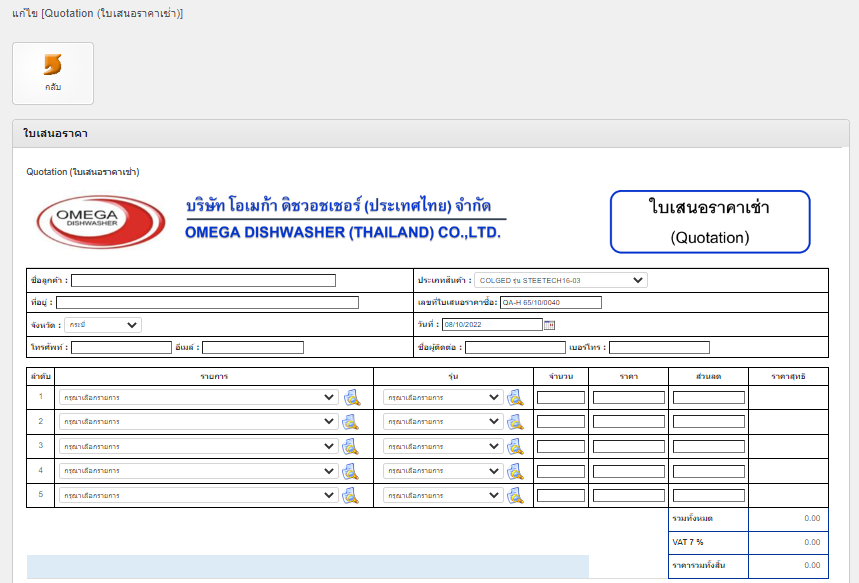 แก้ไข [Quotation (ใบเสนอราคาเช่า)]
กลับ
ใบเสนอราคา
Quotation (ใบเสนอราคาเช่า)
OMEGA
DISHWASHER
บริษัท โอเมก้า ดิชวอชเชอร์ (ประเทศไทย) จำกัด
OMEGA DISHWASHER (THAILAND) CO.,LTD.
ใบเสนอราคาเช่า
(Quotation)
ชื่อลูกค้า : ประเภทสินค้า : COLGED รุ่น STEETECH16-03
ที่อยู่ : เลขที่ใบเสนอราคาซื้อ: QA-H 65/10/0040
จังหวัด : กระบี่ วันที่ : 08/10/2022
โทรศัพท์ : อีเมล์ : ชื่อผู้ติดต่อ : เบอร์โทร :
ลำดับ รายการ รุ่น จำนวน ราคา ส่วนลด ราคาสุทธิ
1 กรุณาเลือกรายการ กรุณาเลือกรายการ
2 กรุณาเลือกรายการ กรุณาเลือกรายการ
3 กรุณาเลือกรายการ กรุณาเลือกรายการ
4 กรุณาเลือกรายการ กรุณาเลือกรายการ
5 กรุณาเลือกรายการ กรุณาเลือกรายการ
รวมทั้งหมด 0.00
VAT 7 % 0.00
ราคารวมทั้งสิ้น 0.00